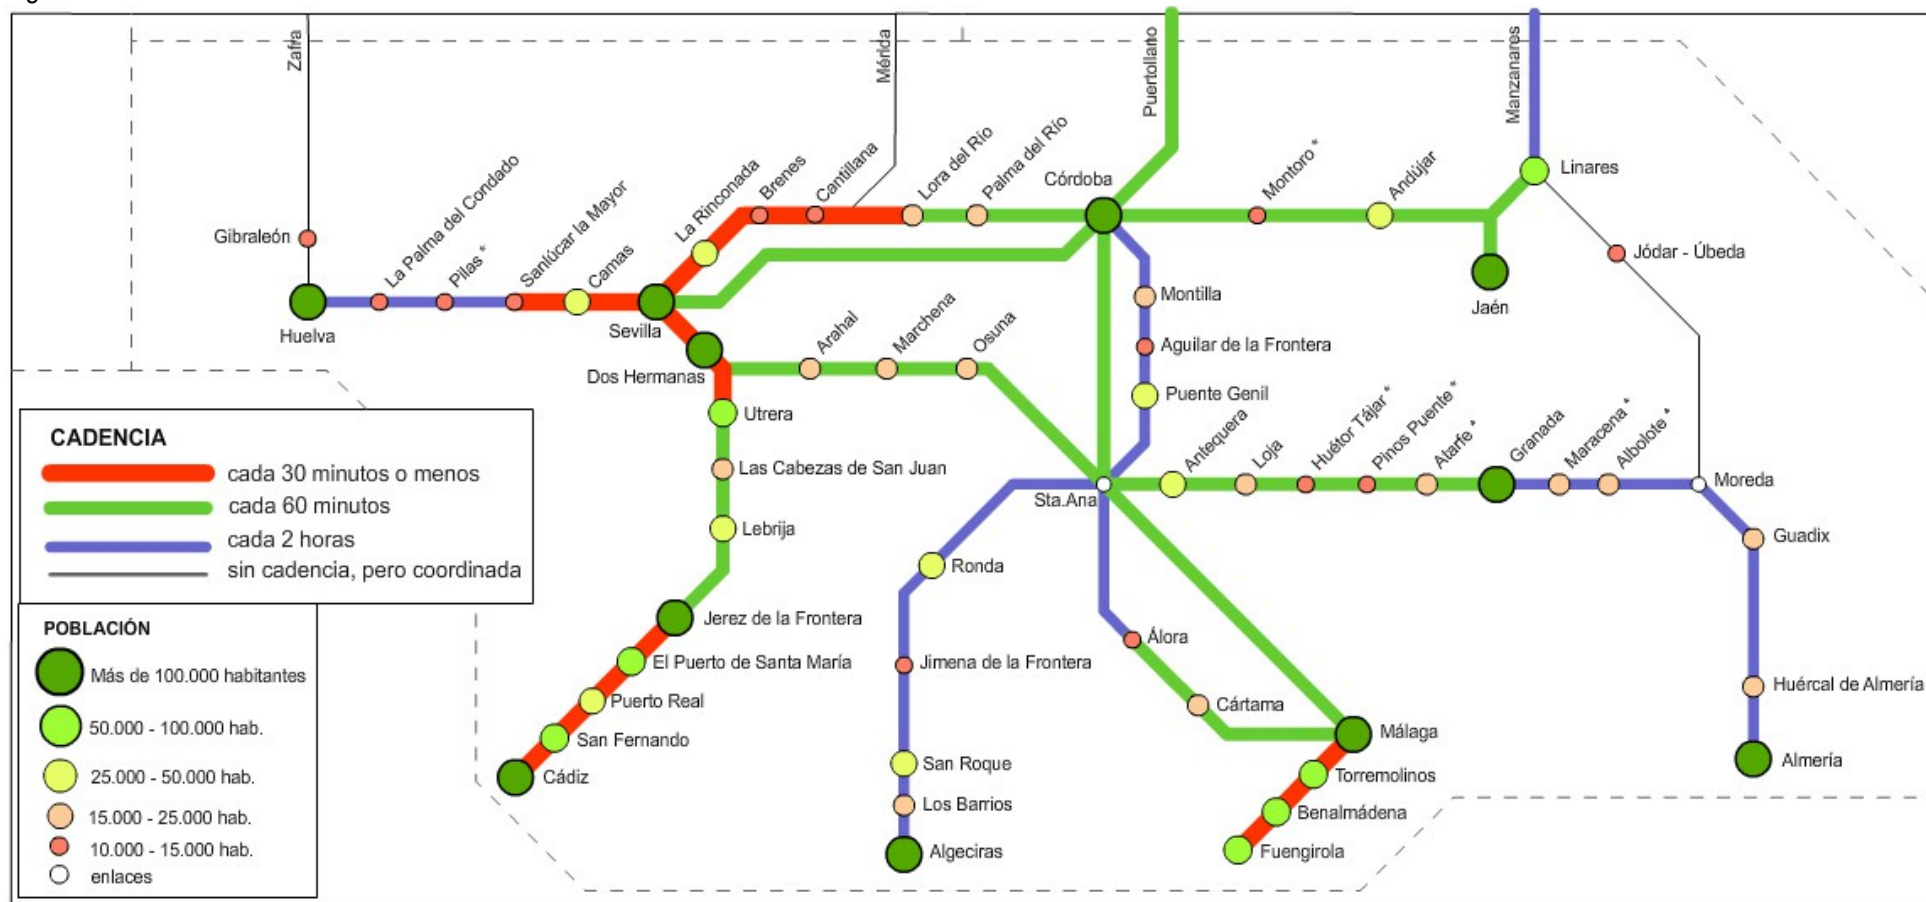 Zafra
Mérida
Puertollano
Manzanares
Gibraleón
Huelva
La Palma del Condado
Pilas *
Sanlúcar la Mayor
Camas
Sevilla
La Rinconada
Brenes
Cantillana
Lora del Río
Palma del Río
Córdoba
Montoro *
Andújar
Linares
Jódar - Úbeda
Jaén
Dos Hermanas
Arahal
Marchena
Osuna
Montilla
Aguilar de la Frontera
Puente Genil
Utrera
Las Cabezas de San Juan
Lebrija
Jerez de la Frontera
El Puerto de Santa María
Puerto Real
San Fernando
Cádiz
Sta.Ana
Antequera
Loja
Huétor Tájar *
Pinos Puente *
Atarfe *
Granada
Maracena *
Albolote *
Moreda
Guadix
Huércal de Almería
Almería
Ronda
Jimena de la Frontera
San Roque
Los Barrios
Algeciras
Álora
Cártama
Málaga
Torremolinos
Benalmádena
Fuengirola
CADENCIA
cada 30 minutos o menos
cada 60 minutos
cada 2 horas
sin cadencia, pero coordinada
POBLACIÓN
Más de 100.000 habitantes
50.000 - 100.000 hab.
25.000 - 50.000 hab.
15.000 - 25.000 hab.
10.000 - 15.000 hab.
enlaces